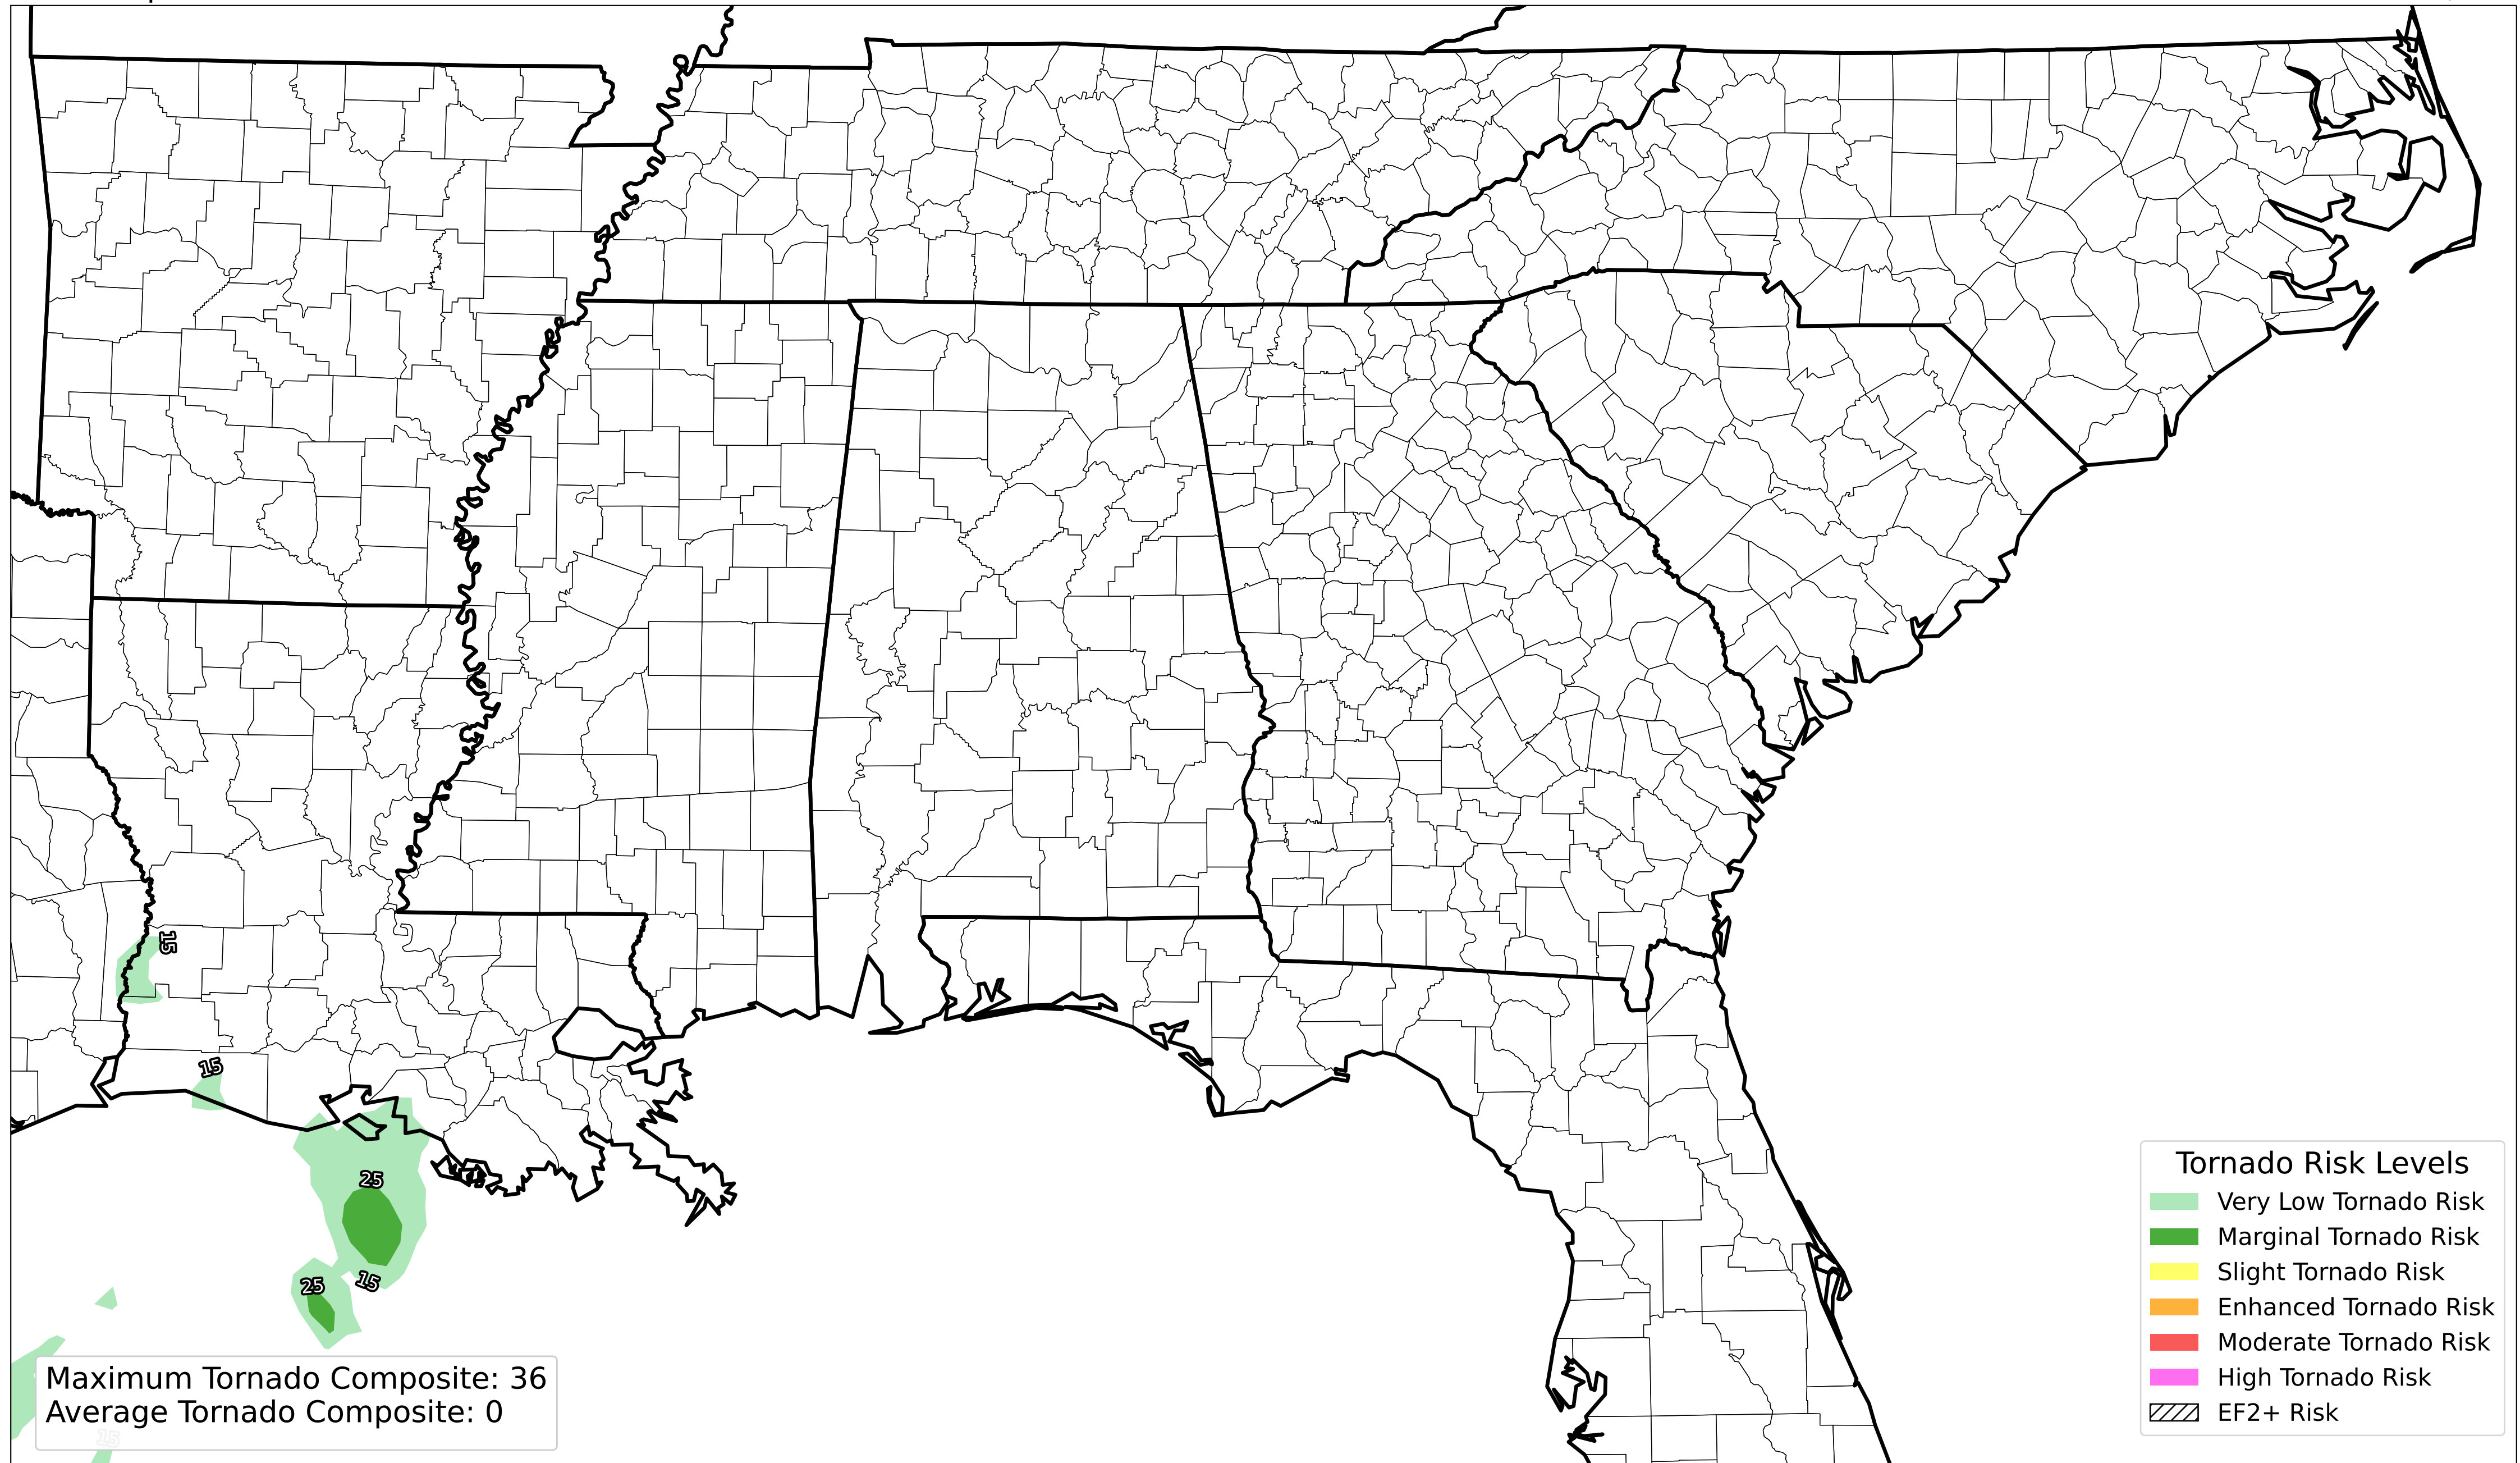 15
15
25
25
15
Tornado Risk Levels
Very Low Tornado Risk
Marginal Tornado Risk
Slight Tornado Risk
Enhanced Tornado Risk
Moderate Tornado Risk
High Tornado Risk
EF2+ Risk
Maximum Tornado Composite: 36
Average Tornado Composite: 0
15